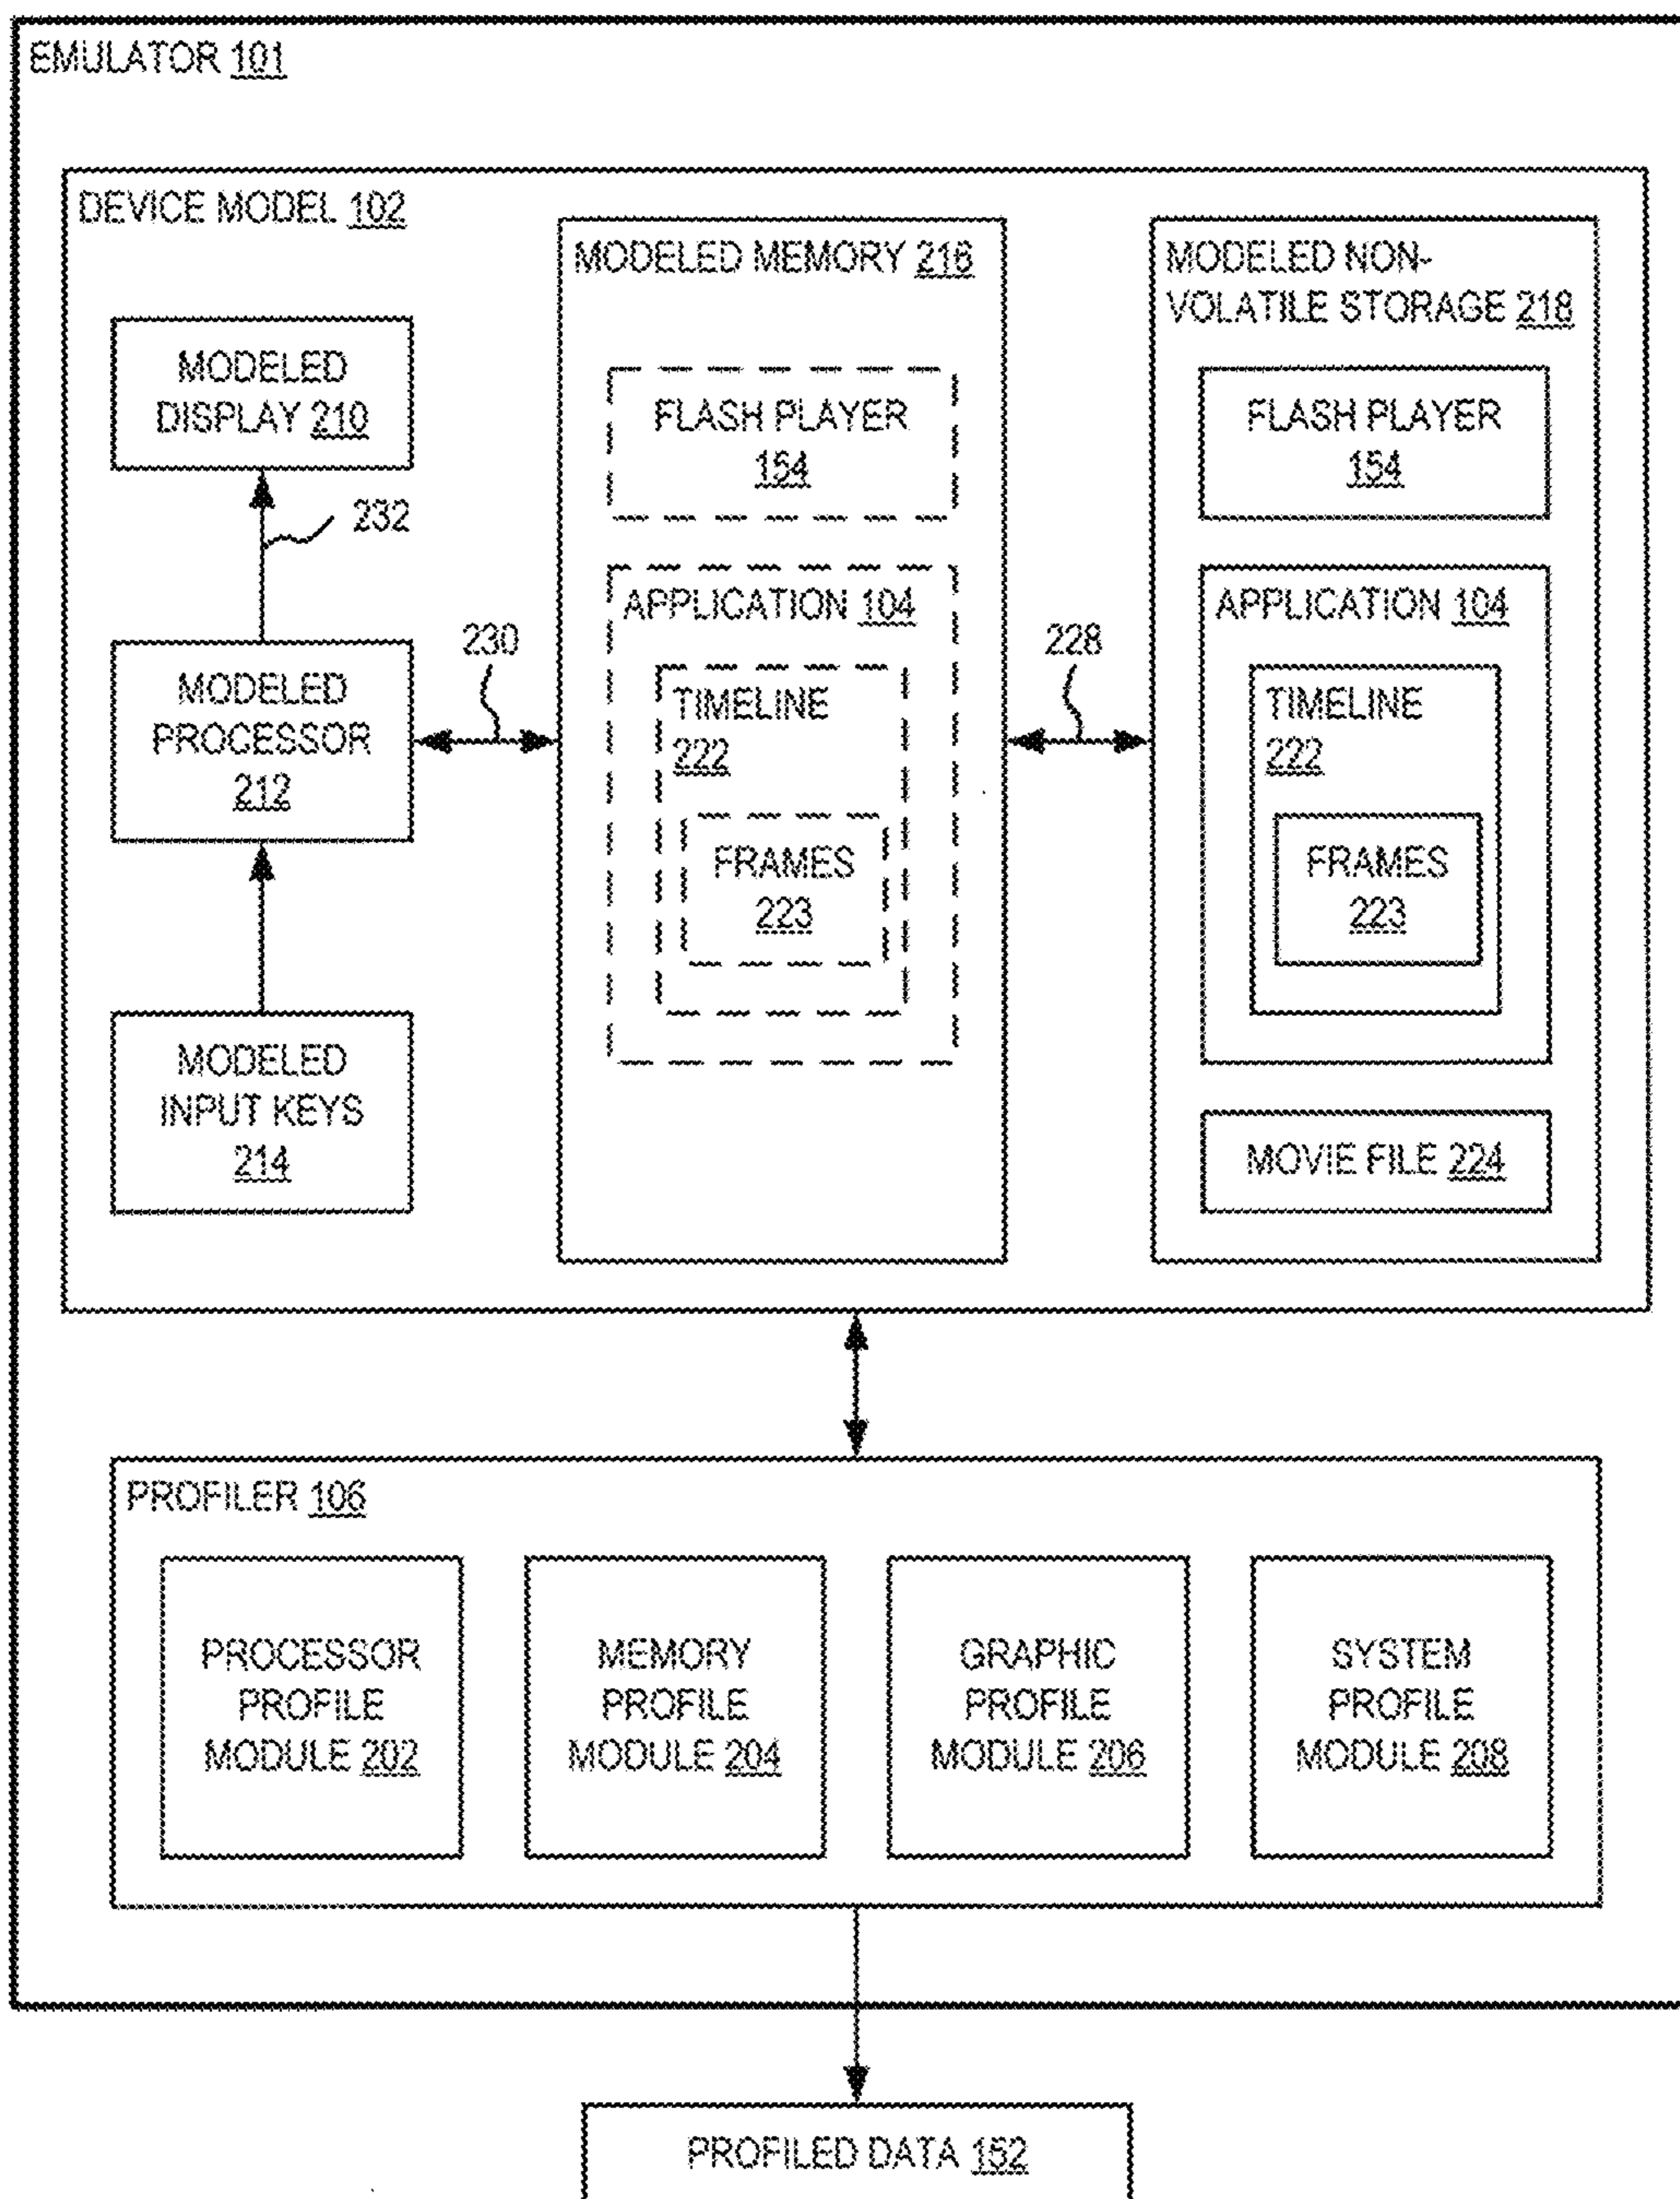 EMULATOR 101
DEVICE MODEL 102
MODELED
DISPLAY 210
232
MODELED
PROCESSOR
212
MODELED
INPUT KEYS
214
230
MODELED MEMORY 216
FLASH PLAYER
154
APPLICATION 104
TIMELINE
222
FRAMES
223
228
MODELED NON-
VOLATILE STORAGE 218
FLASH PLAYER
154
APPLICATION 104
TIMELINE
222
FRAMES
223
MOVIE FILE 224
PROFILER 106
PROCESSOR
PROFILE
MODULE 202
MEMORY
PROFILE
MODULE 204
GRAPHIC
PROFILE
MODULE 206
SYSTEM
PROFILE
MODULE 208
PROFILED DATA 152